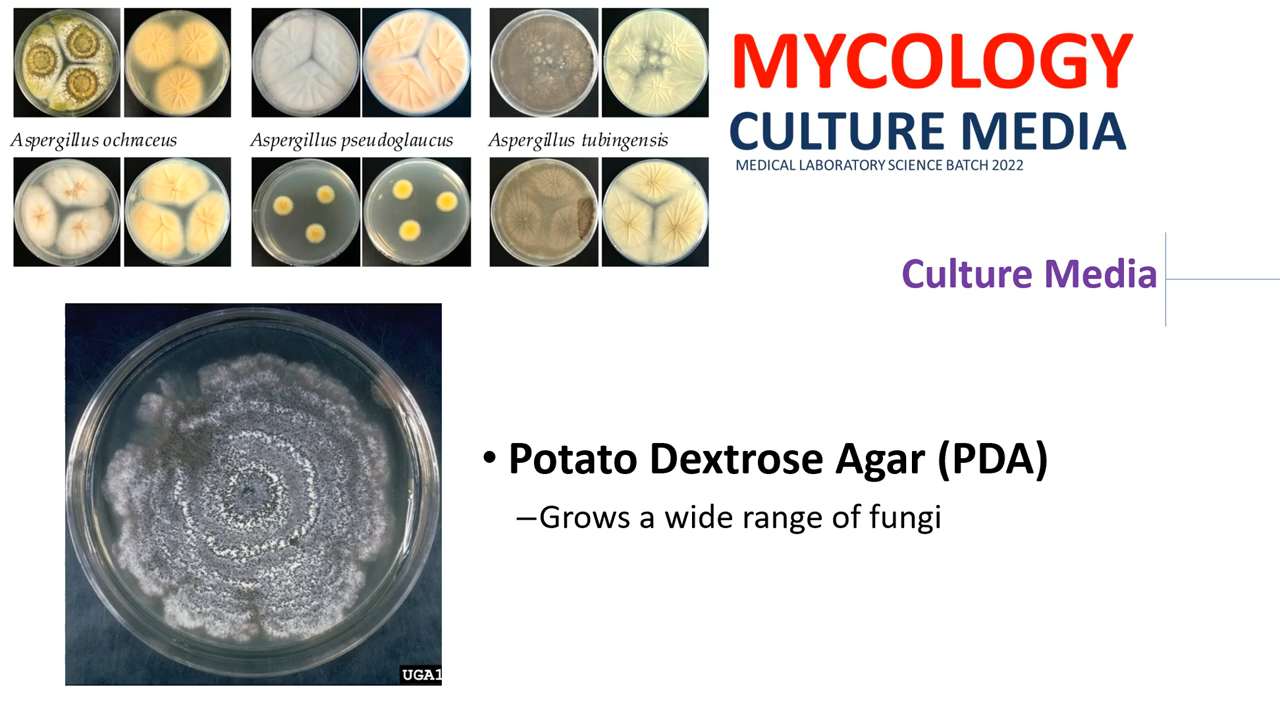 Aspergillus ochraceus
Aspergillus pseudoglaucus
Aspergillus tubingensis
MYCOLOGY
CULTURE MEDIA
MEDICAL LABORATORY SCIENCE BATCH 2022
Culture Media
• Potato Dextrose Agar (PDA)
–Grows a wide range of fungi
UGA1